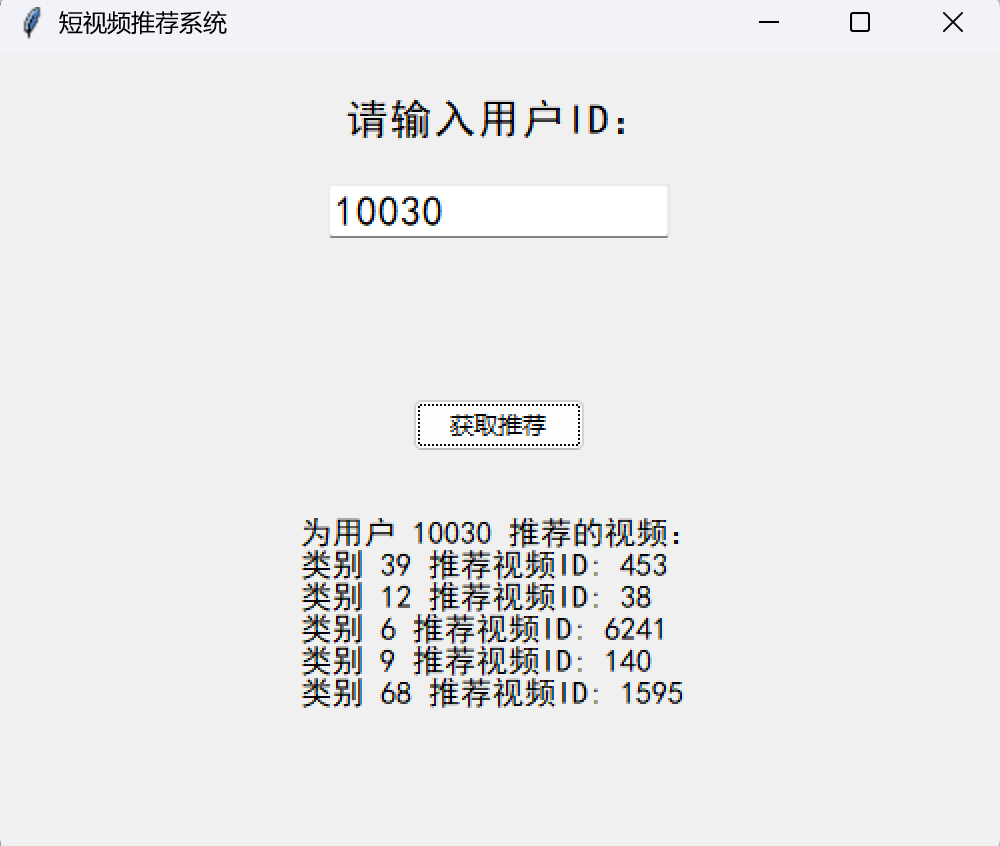 短视频推荐系统
请输入用户ID：
10030
获取推荐
为用户 10030 推荐的视频：
类别 39 推荐视频ID: 453
类别 12 推荐视频ID: 38
类别 6 推荐视频ID: 6241
类别 9 推荐视频ID: 140
类别 68 推荐视频ID: 1595